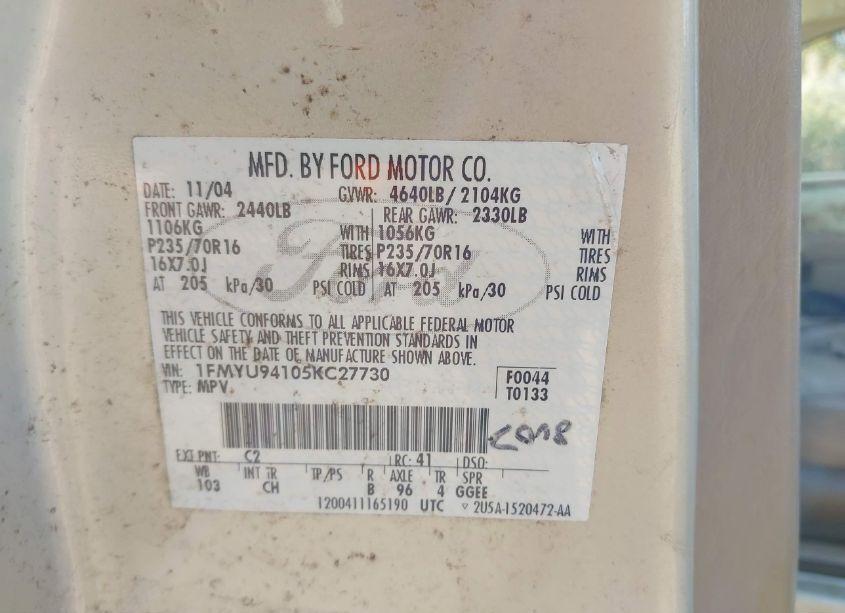 MFD. BY FORD MOTOR CO.
DATE: 11/04 GVWR: 4640LB / 2104KG
FRONT GAWR: 2440LB REAR GAWR: 2330LB
1106KG WITH 1056KG WITH
P235/70R16 TIRES P235/70R16 TIRES
16X7.0J RIMS 16X7.0J RIMS
AT 205 kPa/30 PSI COLD AT 205 kPa/30 PSI COLD
Ford
THIS VEHICLE CONFORMS TO ALL APPLICABLE FEDERAL MOTOR
VEHICLE SAFETY AND THEFT PREVENTION STANDARDS IN
EFFECT ON THE DATE OF MANUFACTURE SHOWN ABOVE.
VIN: 1FMYU94105KC27730 F0044
TYPE: MPV T0133
EXT PNT: C2 RC: 41 DSO:
WB INT TR TP/PS R AXLE TR SPR
103 CH B 96 4 GGEE
1200411165190 UTC ▿ 2U5A-1520472-AA